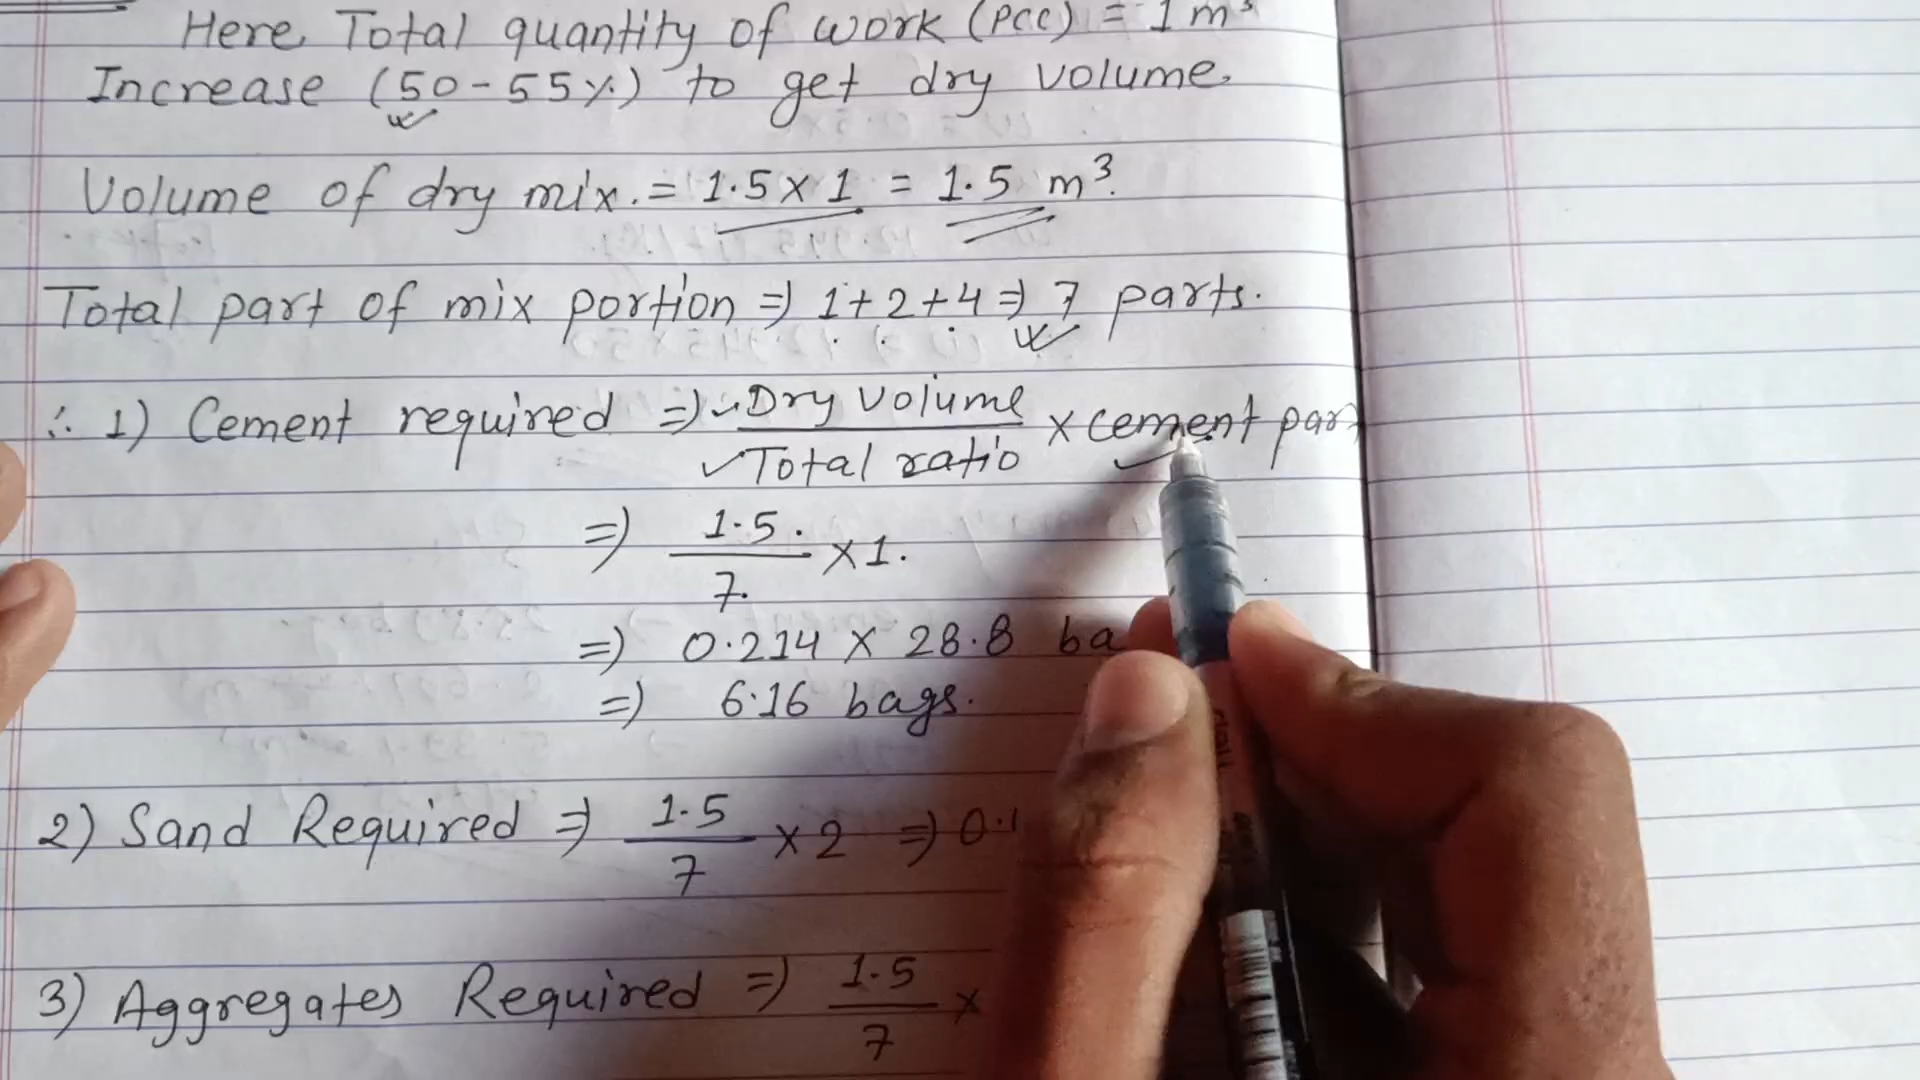 Here, Total quantity of work (PCC) = 1 m³
Increase (50-55%) to get dry volume.
Volume of dry mix. = 1.5 x 1 = 1.5 m³.
Total part of mix portion => 1+2+4 => 7 parts.
∴ 1) Cement required => Dry Volume / Total ratio x cement part
=> 1.5 / 7 x 1.
=> 0.214 x 28.8 ba
=> 6.16 bags.
2) Sand Required => 1.5 / 7 x 2 => 0.
3) Aggregates Required => 1.5 / 7 x